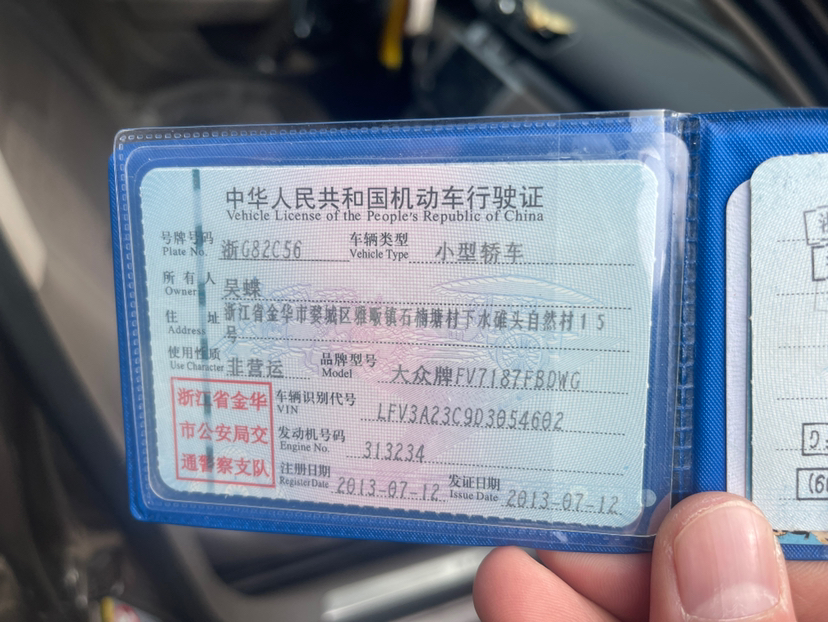 中华人民共和国机动车行驶证
Vehicle License of the People's Republic of China
号牌号码 浙G82C56 车辆类型 小型轿车
Plate No. Vehicle Type
所有人 吴蝶
Owner
住址 浙江省金华市婺城区雅畈镇石楠塘村下水碓头自然村15
Address 号
使用性质 非营运 品牌型号 大众牌FV7187FBDWG
Use Character Model
浙江省金华
市公安局交
通警察支队
车辆识别代号 LFV3A23C9D3054602
VIN
发动机号码 313234
Engine No.
注册日期 2013-07-12 发证日期 2013-07-12
Register Date Issue Date